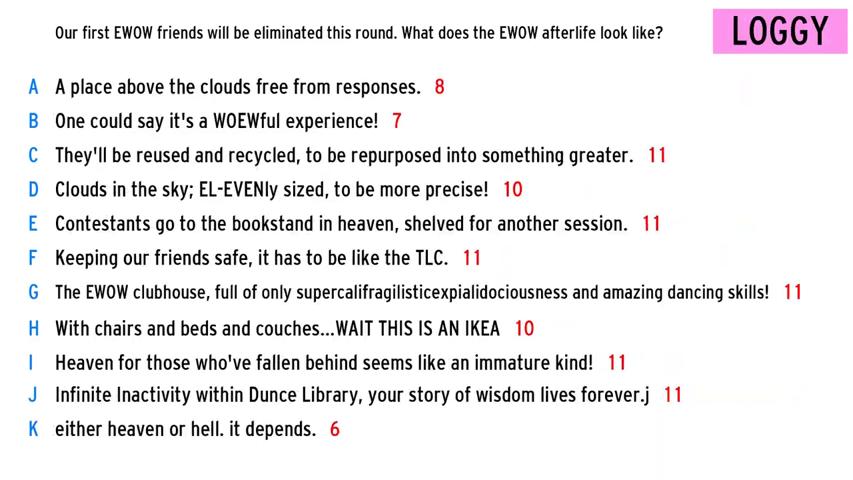 Our first EWOW friends will be eliminated this round. What does the EWOW afterlife look like?
LOGGY
A A place above the clouds free from responses. 8
B One could say it's a WOEWful experience! 7
C They'll be reused and recycled, to be repurposed into something greater. 11
D Clouds in the sky; EL-EVENly sized, to be more precise! 10
E Contestants go to the bookstand in heaven, shelved for another session. 11
F Keeping our friends safe, it has to be like the TLC. 11
G The EWOW clubhouse, full of only supercalifragilisticexpialidociousness and amazing dancing skills! 11
H With chairs and beds and couches...WAIT THIS IS AN IKEA 10
I Heaven for those who've fallen behind seems like an immature kind! 11
J Infinite Inactivity within Dunce Library, your story of wisdom lives forever.j 11
K either heaven or hell. it depends. 6